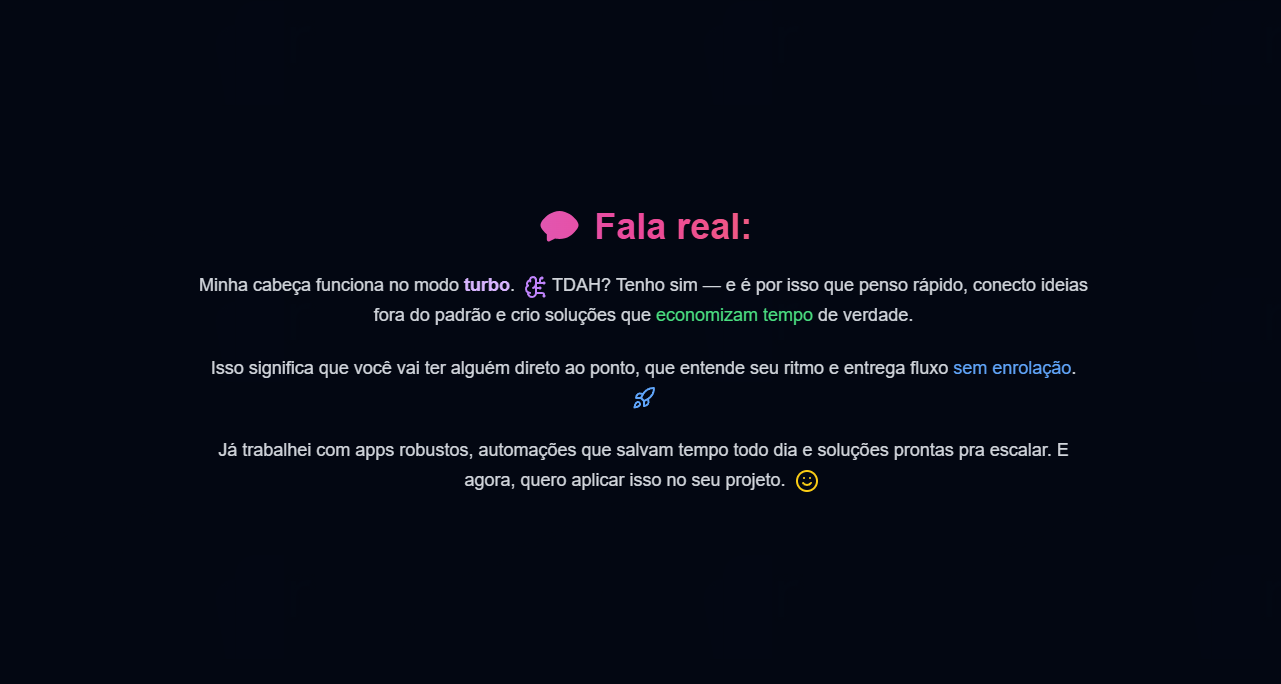 Fala real:
Minha cabeça funciona no modo turbo. TDAH? Tenho sim — e é por isso que penso rápido, conecto ideias
fora do padrão e crio soluções que economizam tempo de verdade.
Isso significa que você vai ter alguém direto ao ponto, que entende seu ritmo e entrega fluxo sem enrolação.
Já trabalhei com apps robustos, automações que salvam tempo todo dia e soluções prontas pra escalar. E
agora, quero aplicar isso no seu projeto.